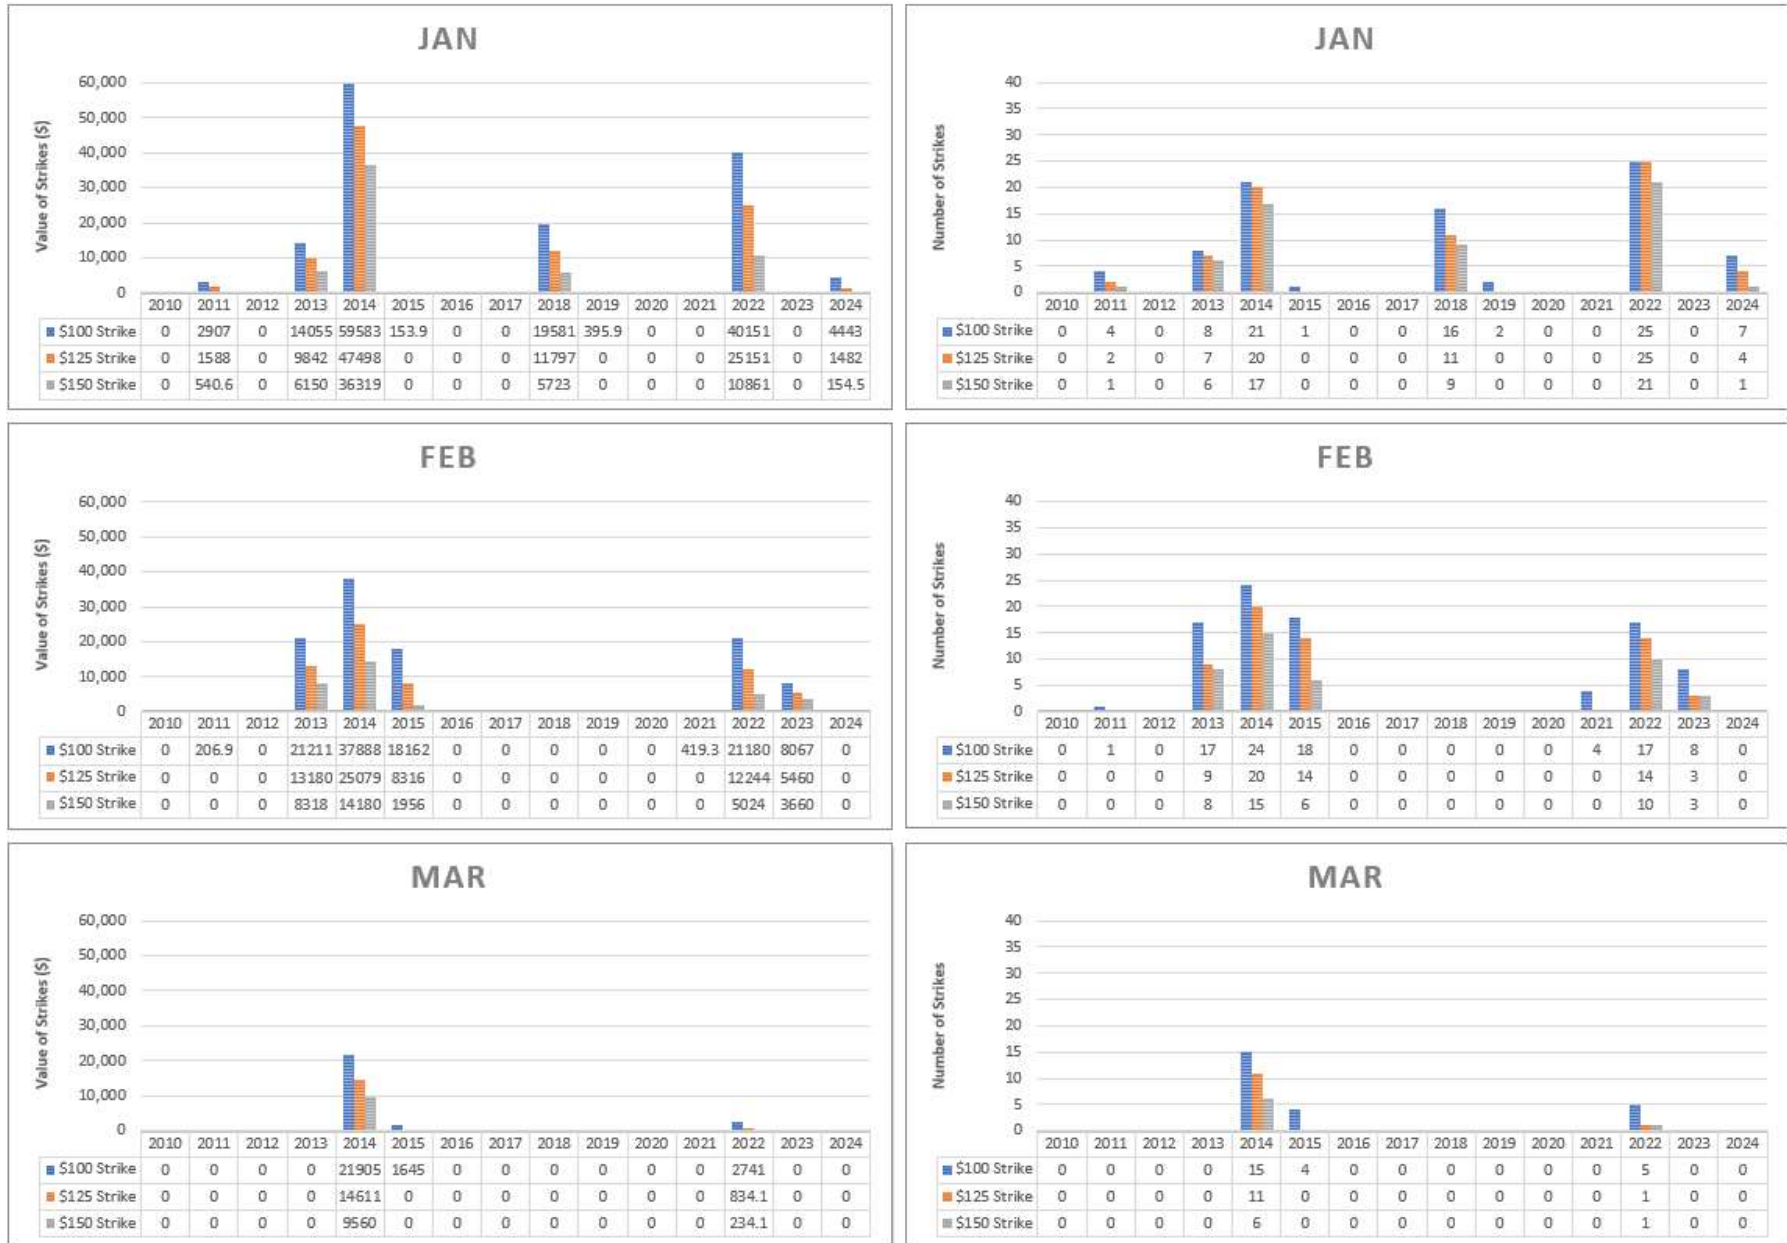 JAN
Value of Strikes ($)
60,000
50,000
40,000
30,000
20,000
10,000
0
2010 2011 2012 2013 2014 2015 2016 2017 2018 2019 2020 2021 2022 2023 2024
$100 Strike 0 2907 0 14055 59583 153.9 0 0 19581 395.9 0 0 40151 0 4443
$125 Strike 0 1588 0 9842 47498 0 0 0 11797 0 0 0 25151 0 1482
$150 Strike 0 540.6 0 6150 36319 0 0 0 5723 0 0 0 10861 0 154.5
JAN
Number of Strikes
40
35
30
25
20
15
10
5
0
2010 2011 2012 2013 2014 2015 2016 2017 2018 2019 2020 2021 2022 2023 2024
$100 Strike 0 4 0 8 21 1 0 0 16 2 0 0 25 0 7
$125 Strike 0 2 0 7 20 0 0 0 11 0 0 0 25 0 4
$150 Strike 0 1 0 6 17 0 0 0 9 0 0 0 21 0 1
FEB
Value of Strikes ($)
60,000
50,000
40,000
30,000
20,000
10,000
0
2010 2011 2012 2013 2014 2015 2016 2017 2018 2019 2020 2021 2022 2023 2024
$100 Strike 0 206.9 0 21211 37888 18162 0 0 0 0 0 419.3 21180 8067 0
$125 Strike 0 0 0 13180 25079 8316 0 0 0 0 0 0 12244 5460 0
$150 Strike 0 0 0 8318 14180 1956 0 0 0 0 0 0 5024 3660 0
FEB
Number of Strikes
40
35
30
25
20
15
10
5
0
2010 2011 2012 2013 2014 2015 2016 2017 2018 2019 2020 2021 2022 2023 2024
$100 Strike 0 1 0 17 24 18 0 0 0 0 0 4 17 8 0
$125 Strike 0 0 0 9 20 14 0 0 0 0 0 0 14 3 0
$150 Strike 0 0 0 8 15 6 0 0 0 0 0 0 10 3 0
MAR
Value of Strikes ($)
60,000
50,000
40,000
30,000
20,000
10,000
0
2010 2011 2012 2013 2014 2015 2016 2017 2018 2019 2020 2021 2022 2023 2024
$100 Strike 0 0 0 0 21905 1645 0 0 0 0 0 0 2741 0 0
$125 Strike 0 0 0 0 14611 0 0 0 0 0 0 0 834.1 0 0
$150 Strike 0 0 0 0 9560 0 0 0 0 0 0 0 234.1 0 0
MAR
Number of Strikes
40
35
30
25
20
15
10
5
0
2010 2011 2012 2013 2014 2015 2016 2017 2018 2019 2020 2021 2022 2023 2024
$100 Strike 0 0 0 0 15 4 0 0 0 0 0 0 5 0 0
$125 Strike 0 0 0 0 11 0 0 0 0 0 0 0 1 0 0
$150 Strike 0 0 0 0 6 0 0 0 0 0 0 0 1 0 0